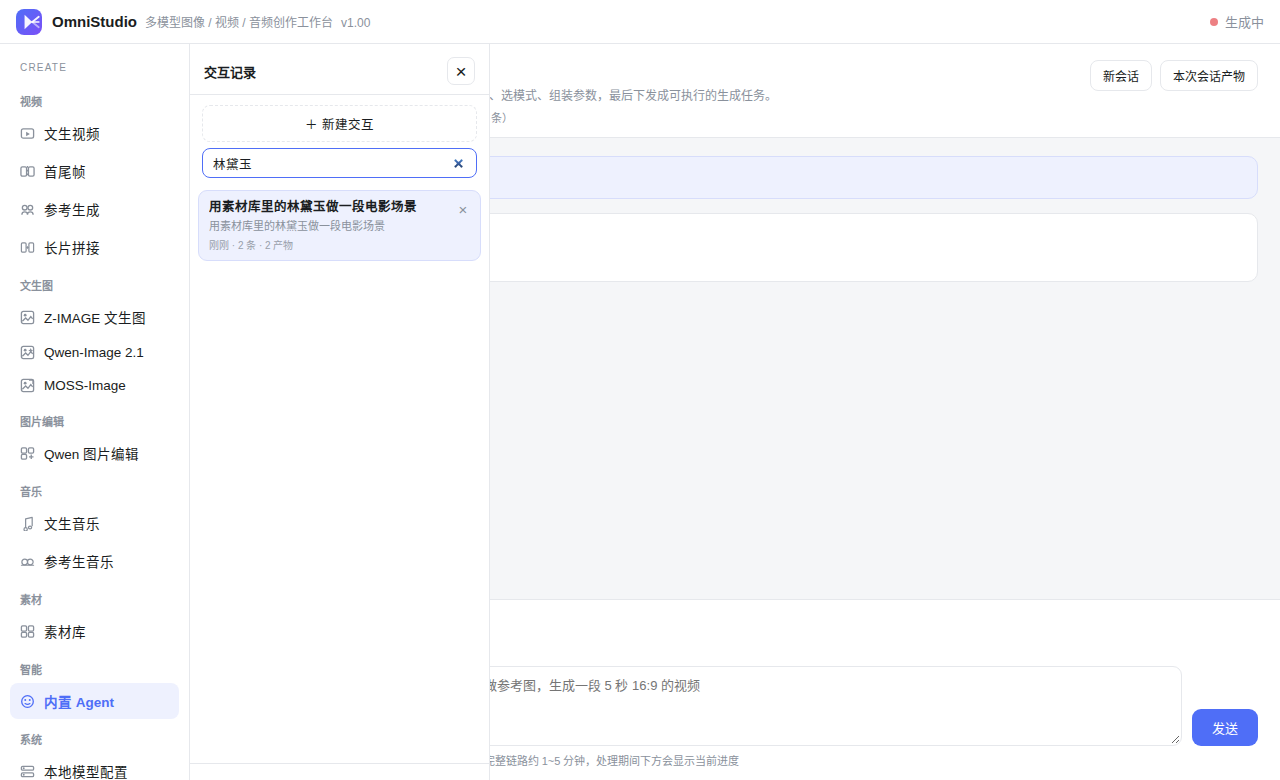 OmniStudio 多模型图像 / 视频 / 音频创作工作台 v1.00
生成中
CREATE
视频
文生视频
首尾帧
参考生成
长片拼接
文生图
Z-IMAGE 文生图
Qwen-Image 2.1
MOSS-Image
图片编辑
Qwen 图片编辑
音乐
文生音乐
参考生音乐
素材
素材库
智能
内置 Agent
系统
本地模型配置
交互记录
＋ 新建交互
林黛玉
用素材库里的林黛玉做一段电影场景
用素材库里的林黛玉做一段电影场景
刚刚 · 2 条 · 2 产物
新会话
本次会话产物
、选模式、组装参数，最后下发成可执行的生成任务。
条）
做参考图，生成一段 5 秒 16:9 的视频
发送
完整链路约 1~5 分钟，处理期间下方会显示当前进度